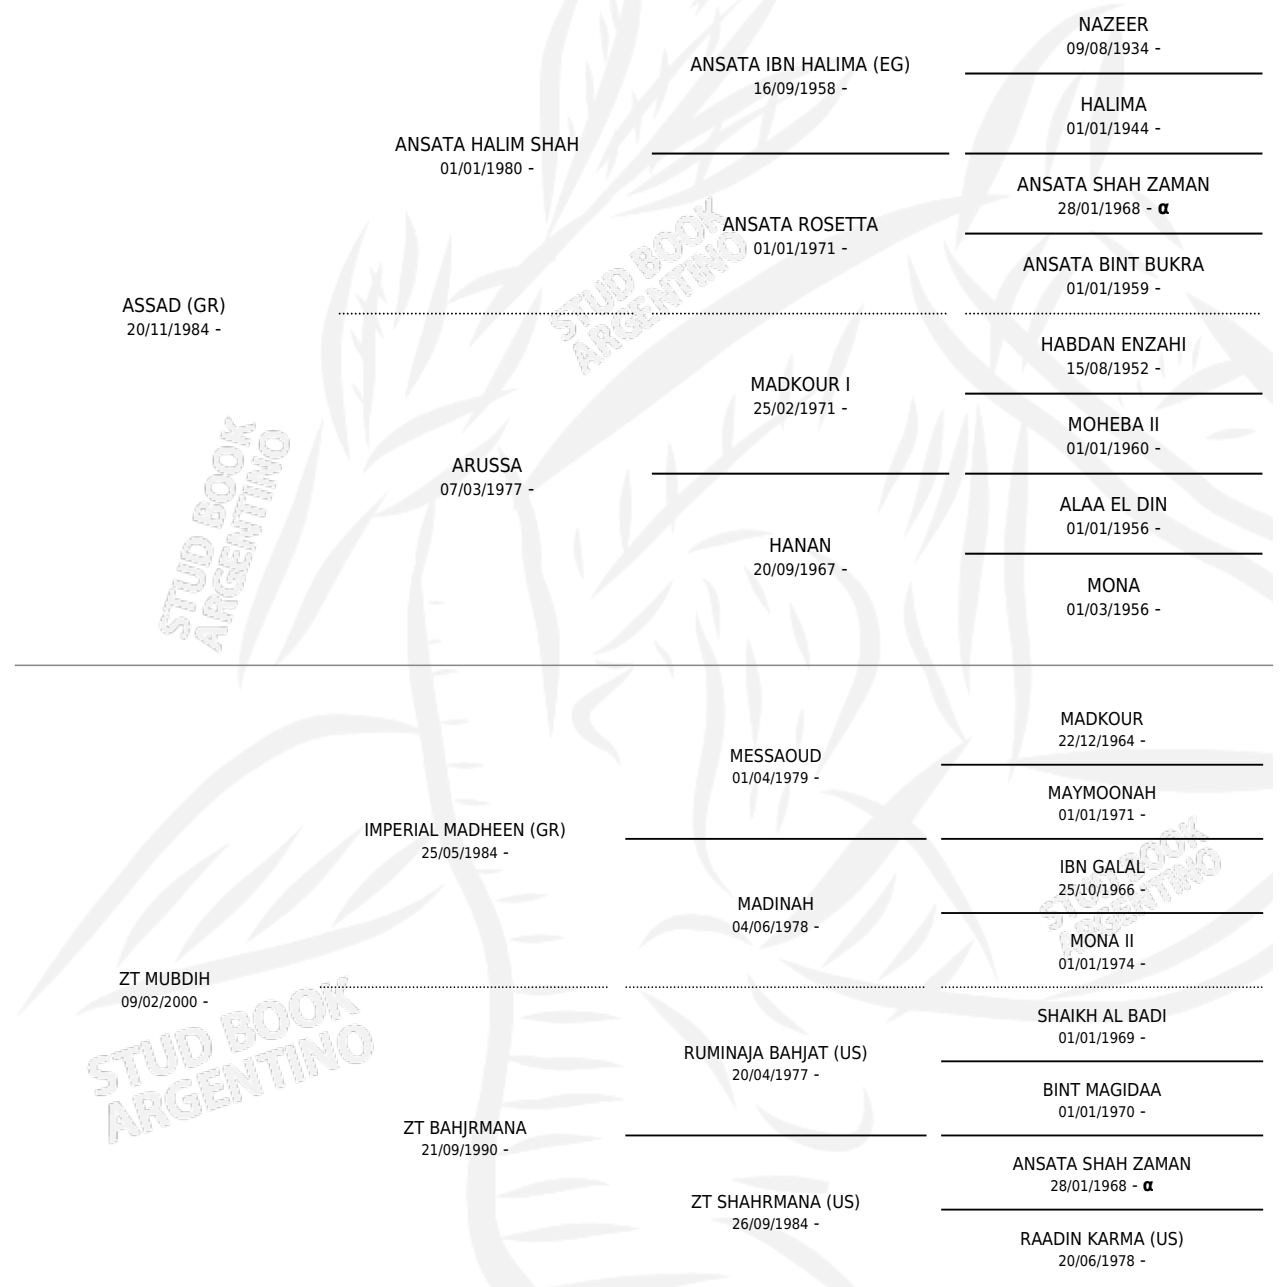 NAZEER
09/08/1934 -
ANSATA IBN HALIMA (EG)
16/09/1958 -
HALIMA
01/01/1944 -
ANSATA HALIM SHAH
01/01/1980 -
ANSATA SHAH ZAMAN
28/01/1968 - α
ANSATA ROSETTA
01/01/1971 -
ANSATA BINT BUKRA
01/01/1959 -
ASSAD (GR)
20/11/1984 -
HABDAN ENZAHI
15/08/1952 -
MADKOUR I
25/02/1971 -
MOHEBA II
01/01/1960 -
ARUSSA
07/03/1977 -
ALAA EL DIN
01/01/1956 -
HANAN
20/09/1967 -
MONA
01/03/1956 -
MADKOUR
22/12/1964 -
MESSAOUD
01/04/1979 -
MAYMOONAH
01/01/1971 -
IMPERIAL MADHEEN (GR)
25/05/1984 -
IBN GALAL
25/10/1966 -
MADINAH
04/06/1978 -
MONA II
01/01/1974 -
ZT MUBDIH
09/02/2000 -
SHAIKH AL BADI
01/01/1969 -
RUMINAJA BAHJAT (US)
20/04/1977 -
BINT MAGIDAA
01/01/1970 -
ZT BAHJRMANA
21/09/1990 -
ANSATA SHAH ZAMAN
28/01/1968 - α
ZT SHAHRMANA (US)
26/09/1984 -
RAADIN KARMA (US)
20/06/1978 -
STUD BOOK
ARGENTINO
STUD BOOK
ARGENTINO
STUD BOOK
ARGENTINO
STUD BOOK
ARGENTINO